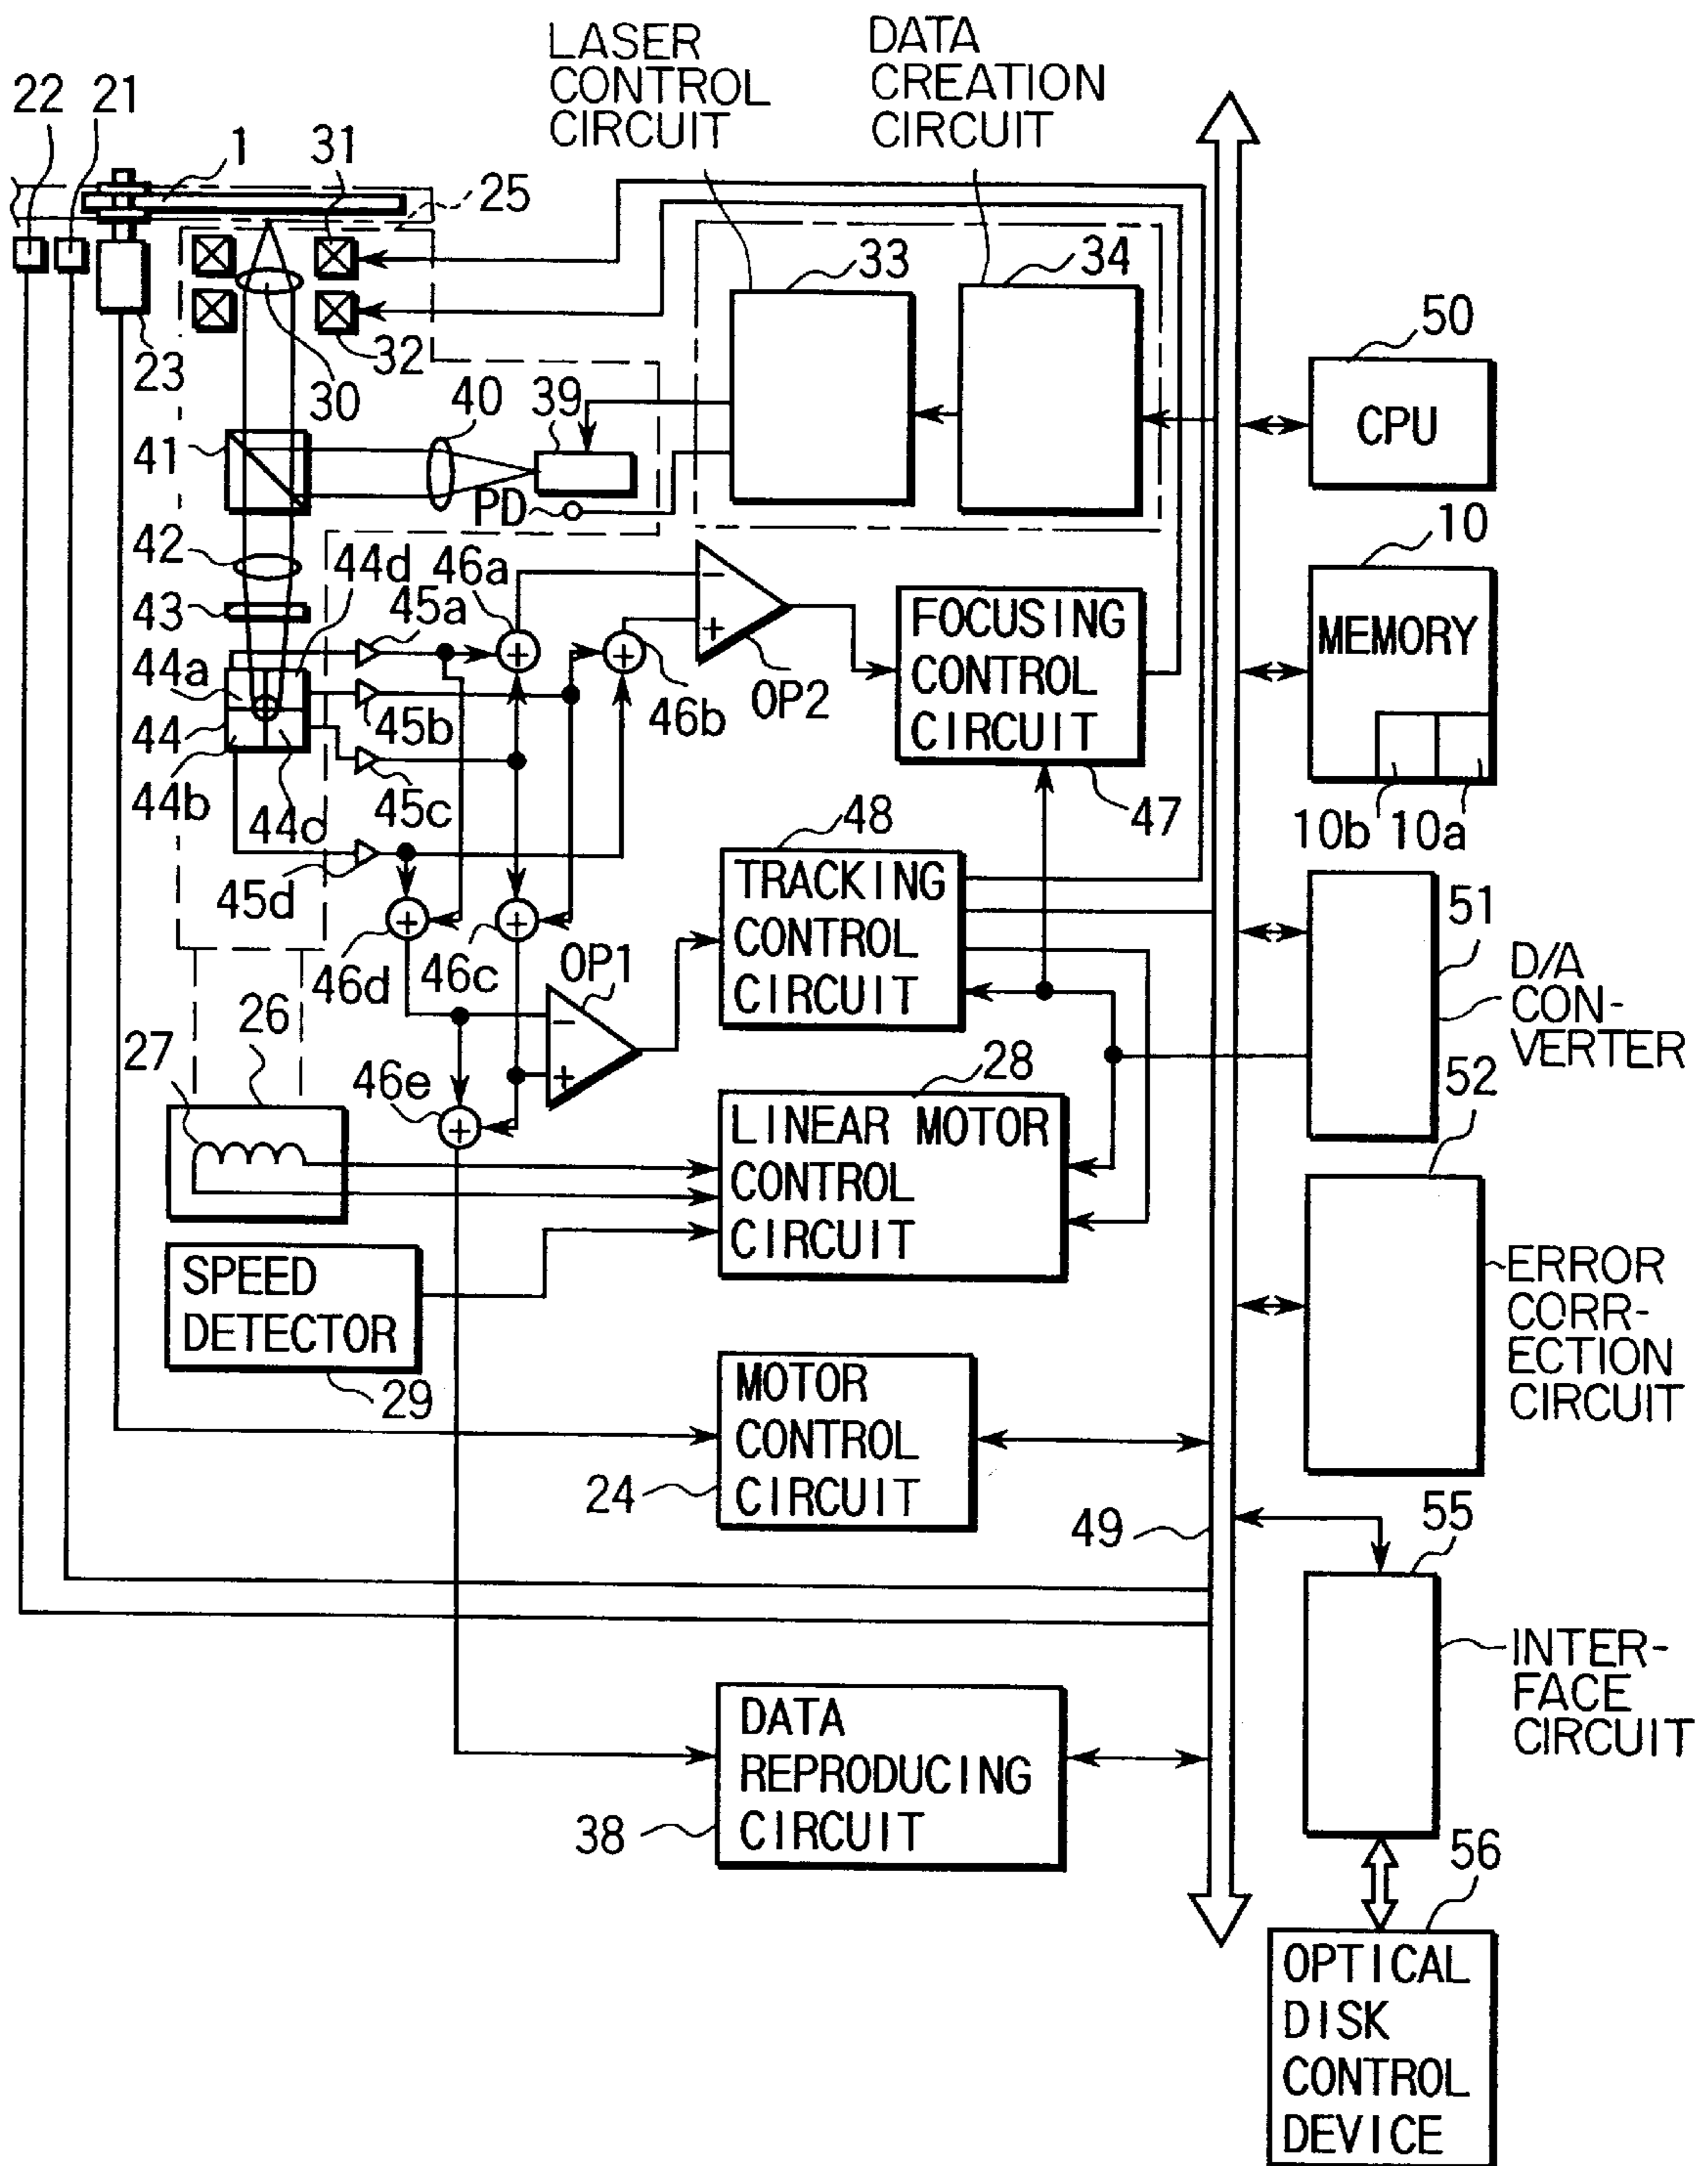 LASER
CONTROL
CIRCUIT
DATA
CREATION
CIRCUIT
22
21
1
31
25
33
34
23
30
32
40
39
41
PD
50
CPU
42
44d
46a
43
45a
44a
45b
44
44b
45c
44d
46b
OP2
FOCUSING
CONTROL
CIRCUIT
47
10
MEMORY
10b
10a
45d
46d
46c
OP1
48
TRACKING
CONTROL
CIRCUIT
51
D/A
CON-
VERTER
26
27
46e
28
LINEAR MOTOR
CONTROL
CIRCUIT
52
ERROR
CORR-
ECTION
CIRCUIT
SPEED
DETECTOR
29
MOTOR
CONTROL
CIRCUIT
24
49
55
INTER-
FACE
CIRCUIT
DATA
REPRODUCING
CIRCUIT
38
56
OPTICAL
DISK
CONTROL
DEVICE